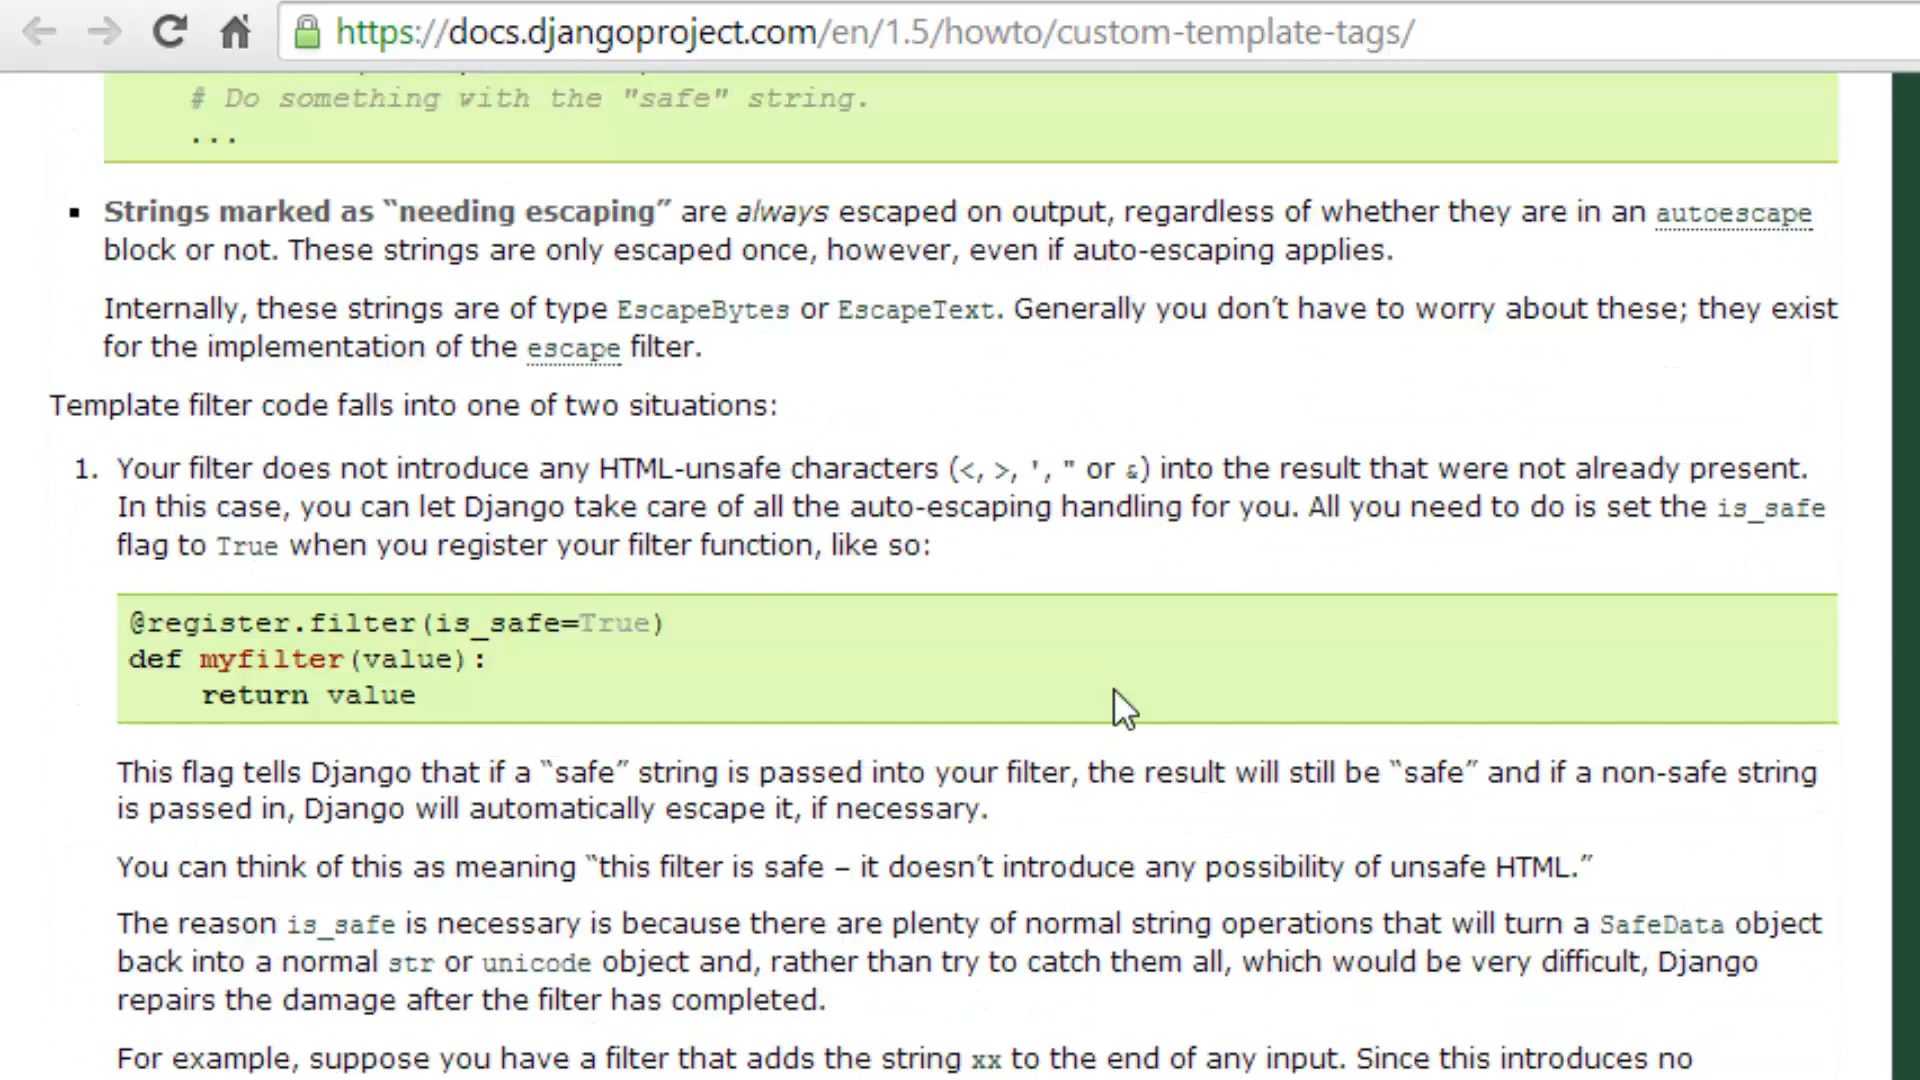 https://docs.djangoproject.com/en/1.5/howto/custom-template-tags/
# Do something with the "safe" string.
...
▪ Strings marked as “needing escaping” are always escaped on output, regardless of whether they are in an autoescape
block or not. These strings are only escaped once, however, even if auto-escaping applies.
Internally, these strings are of type EscapeBytes or EscapeText. Generally you don’t have to worry about these; they exist
for the implementation of the escape filter.
Template filter code falls into one of two situations:
1. Your filter does not introduce any HTML-unsafe characters (<, >, ', " or &) into the result that were not already present.
In this case, you can let Django take care of all the auto-escaping handling for you. All you need to do is set the is_safe
flag to True when you register your filter function, like so:
@register.filter(is_safe=True)
def myfilter(value):
    return value
This flag tells Django that if a “safe” string is passed into your filter, the result will still be “safe” and if a non-safe string
is passed in, Django will automatically escape it, if necessary.
You can think of this as meaning “this filter is safe – it doesn’t introduce any possibility of unsafe HTML.”
The reason is_safe is necessary is because there are plenty of normal string operations that will turn a SafeData object
back into a normal str or unicode object and, rather than try to catch them all, which would be very difficult, Django
repairs the damage after the filter has completed.
For example, suppose you have a filter that adds the string xx to the end of any input. Since this introduces no